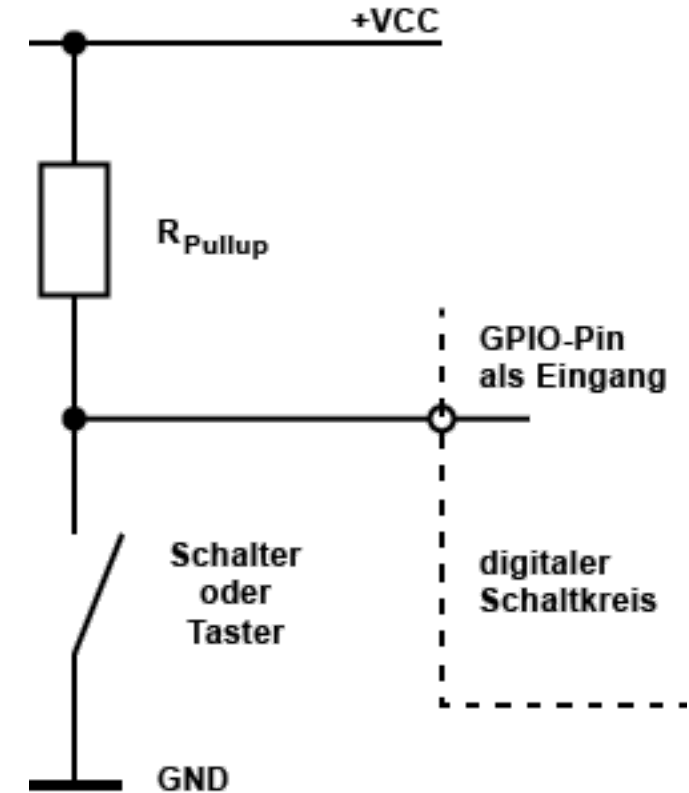 +VCC
RPullup
GPIO-Pin
als Eingang
Schalter
oder
Taster
digitaler
Schaltkreis
GND